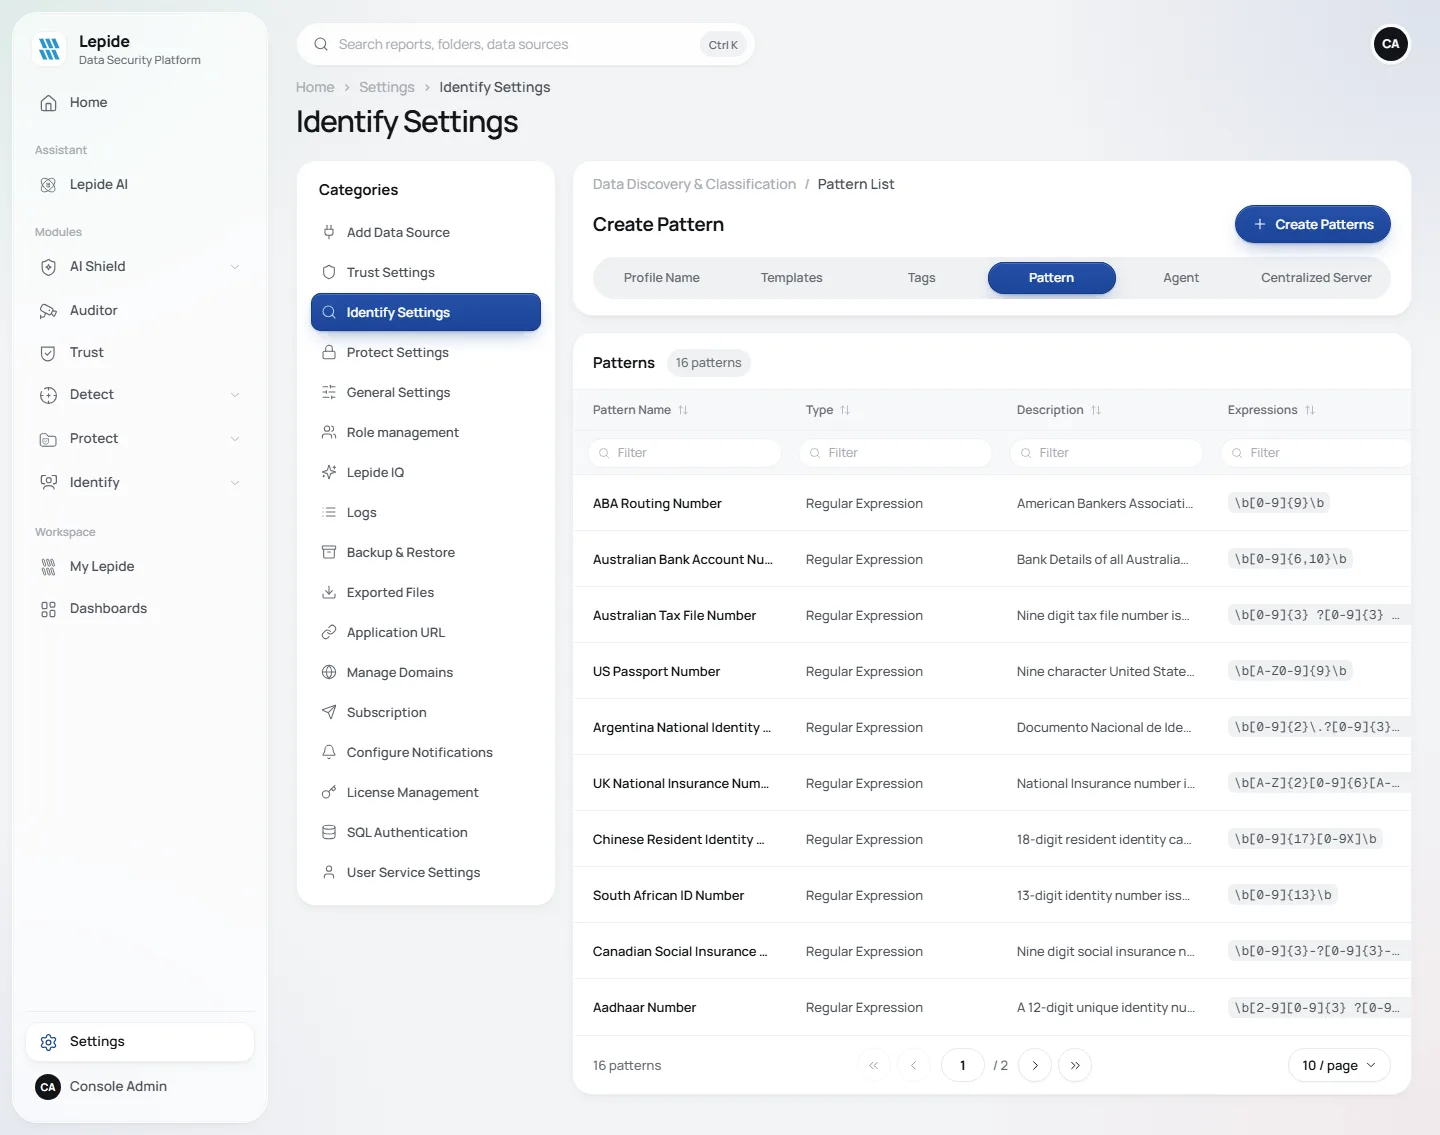 Lepide
Data Security Platform
Home
Assistant
Lepide AI
Modules
AI Shield
Auditor
Trust
Detect
Protect
Identify
Workspace
My Lepide
Dashboards
Settings
CA Console Admin
Search reports, folders, data sources Ctrl K
CA
Home > Settings > Identify Settings
Identify Settings
Categories
Add Data Source
Trust Settings
Identify Settings
Protect Settings
General Settings
Role management
Lepide IQ
Logs
Backup & Restore
Exported Files
Application URL
Manage Domains
Subscription
Configure Notifications
License Management
SQL Authentication
User Service Settings
Data Discovery & Classification / Pattern List
Create Pattern
+ Create Patterns
Profile Name Templates Tags Pattern Agent Centralized Server
Patterns 16 patterns
Pattern Name Type Description Expressions
Filter Filter Filter Filter
ABA Routing Number Regular Expression American Bankers Associati... \b[0-9]{9}\b
Australian Bank Account Nu... Regular Expression Bank Details of all Australia... \b[0-9]{6,10}\b
Australian Tax File Number Regular Expression Nine digit tax file number is... \b[0-9]{3} ?[0-9]{3} ...
US Passport Number Regular Expression Nine character United State... \b[A-Z0-9]{9}\b
Argentina National Identity ... Regular Expression Documento Nacional de Ide... \b[0-9]{2}\.?[0-9]{3}...
UK National Insurance Num... Regular Expression National Insurance number i... \b[A-Z]{2}[0-9]{6}[A-...
Chinese Resident Identity ... Regular Expression 18-digit resident identity ca... \b[0-9]{17}[0-9X]\b
South African ID Number Regular Expression 13-digit identity number iss... \b[0-9]{13}\b
Canadian Social Insurance ... Regular Expression Nine digit social insurance n... \b[0-9]{3}-?[0-9]{3}-...
Aadhaar Number Regular Expression A 12-digit unique identity nu... \b[2-9][0-9]{3} ?[0-9...
16 patterns « < 1 / 2 > » 10 / page